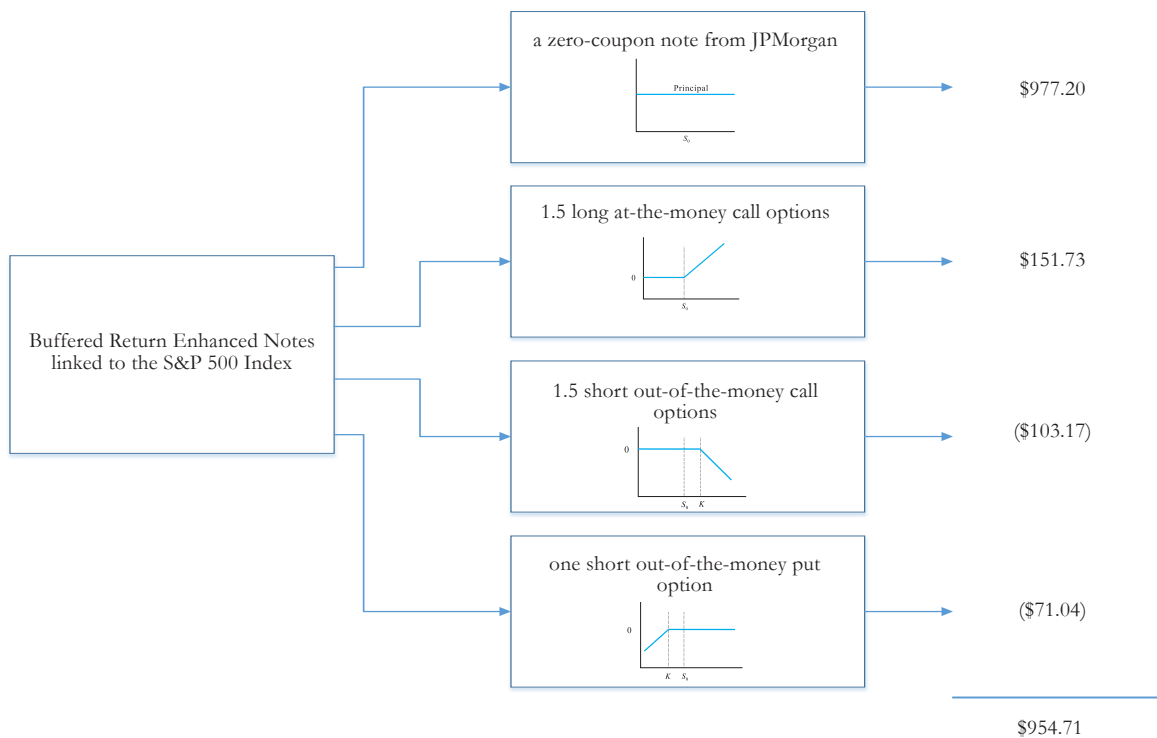 a zero-coupon note from JPMorgan
Principal
S0
$977.20
1.5 long at-the-money call options
0
S0
$151.73
Buffered Return Enhanced Notes
linked to the S&P 500 Index
1.5 short out-of-the-money call
options
0
S0 K
($103.17)
one short out-of-the-money put
option
0
K S0
($71.04)
$954.71